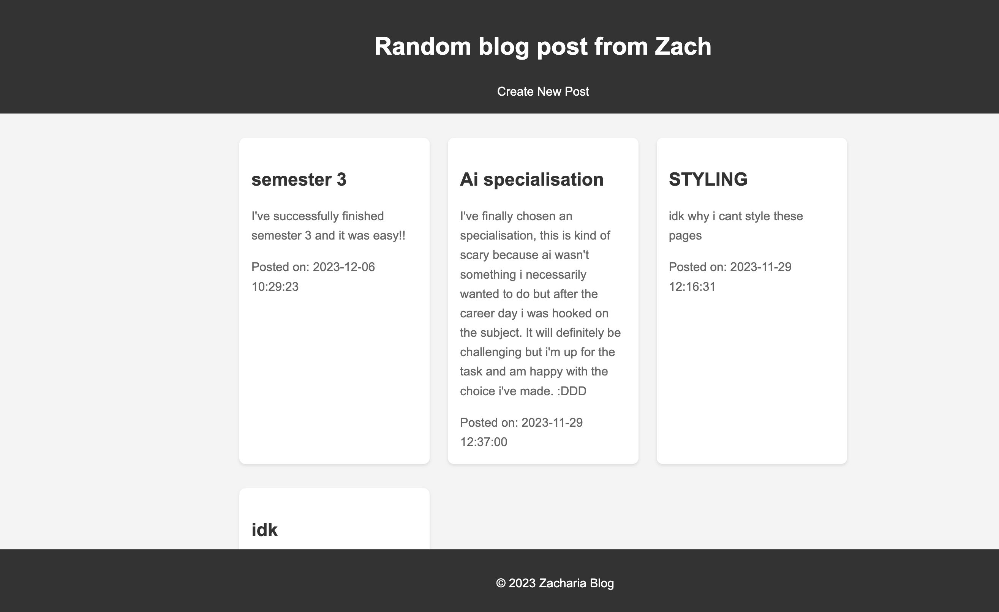 Random blog post from Zach
Create New Post
semester 3
I've successfully finished
semester 3 and it was easy!!
Posted on: 2023-12-06
10:29:23
Ai specialisation
I've finally chosen an
specialisation, this is kind of
scary because ai wasn't
something i necessarily
wanted to do but after the
career day i was hooked on
the subject. It will definitely be
challenging but i'm up for the
task and am happy with the
choice i've made. :DDD
Posted on: 2023-11-29
12:37:00
STYLING
idk why i cant style these
pages
Posted on: 2023-11-29
12:16:31
idk
© 2023 Zacharia Blog